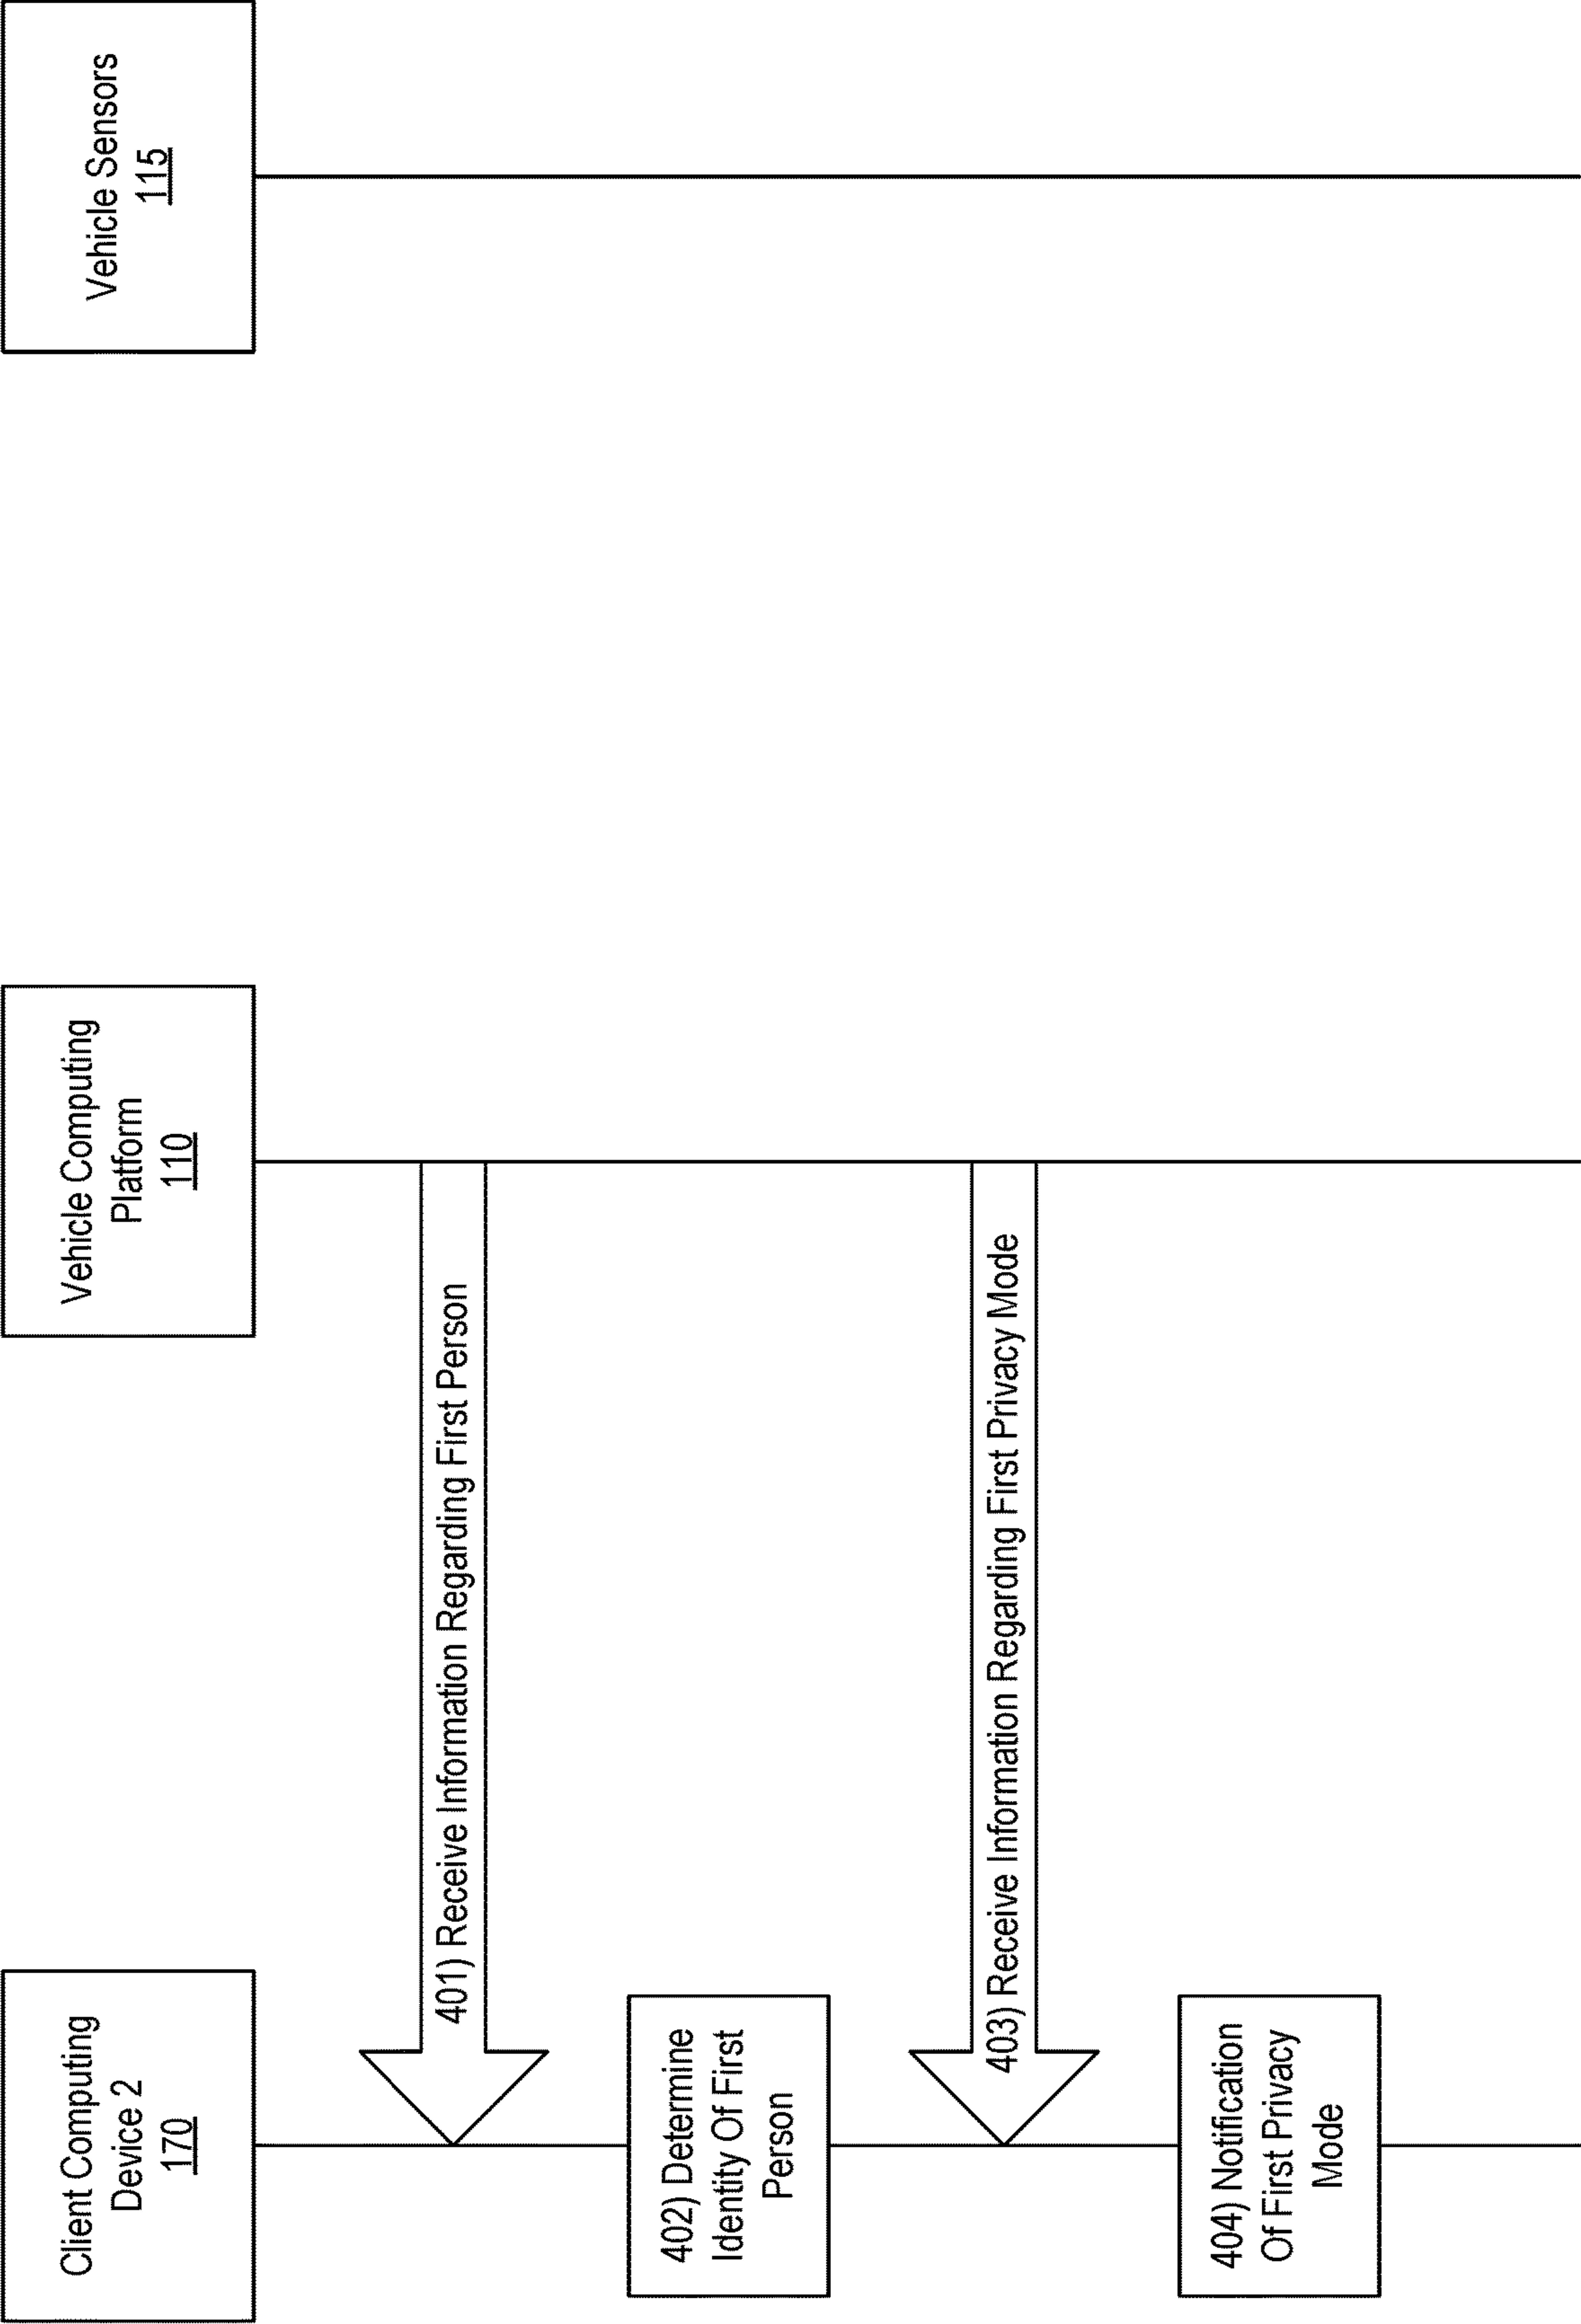 Client Computing
Device 2
170
Vehicle Computing
Platform
110
Vehicle Sensors
115
401) Receive Information Regarding First Person
402) Determine
Identity Of First
Person
403) Receive Information Regarding First Privacy Mode
404) Notification
Of First Privacy
Mode